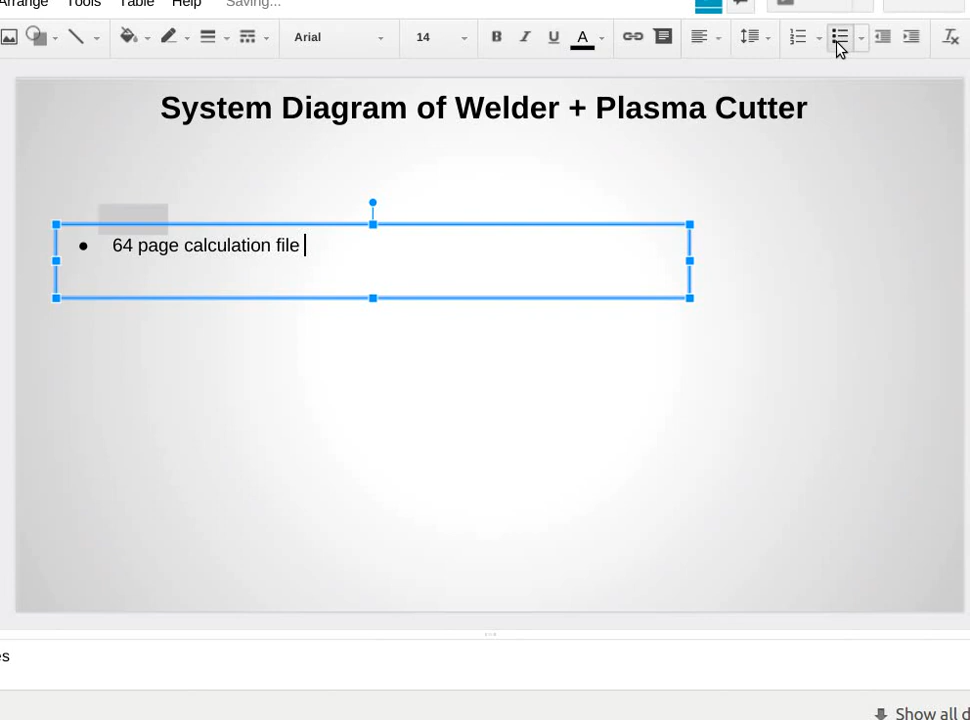 Arrange Tools Table Help Saving...
Arial 14 B I U A
System Diagram of Welder + Plasma Cutter
● 64 page calculation file
es
Show all d